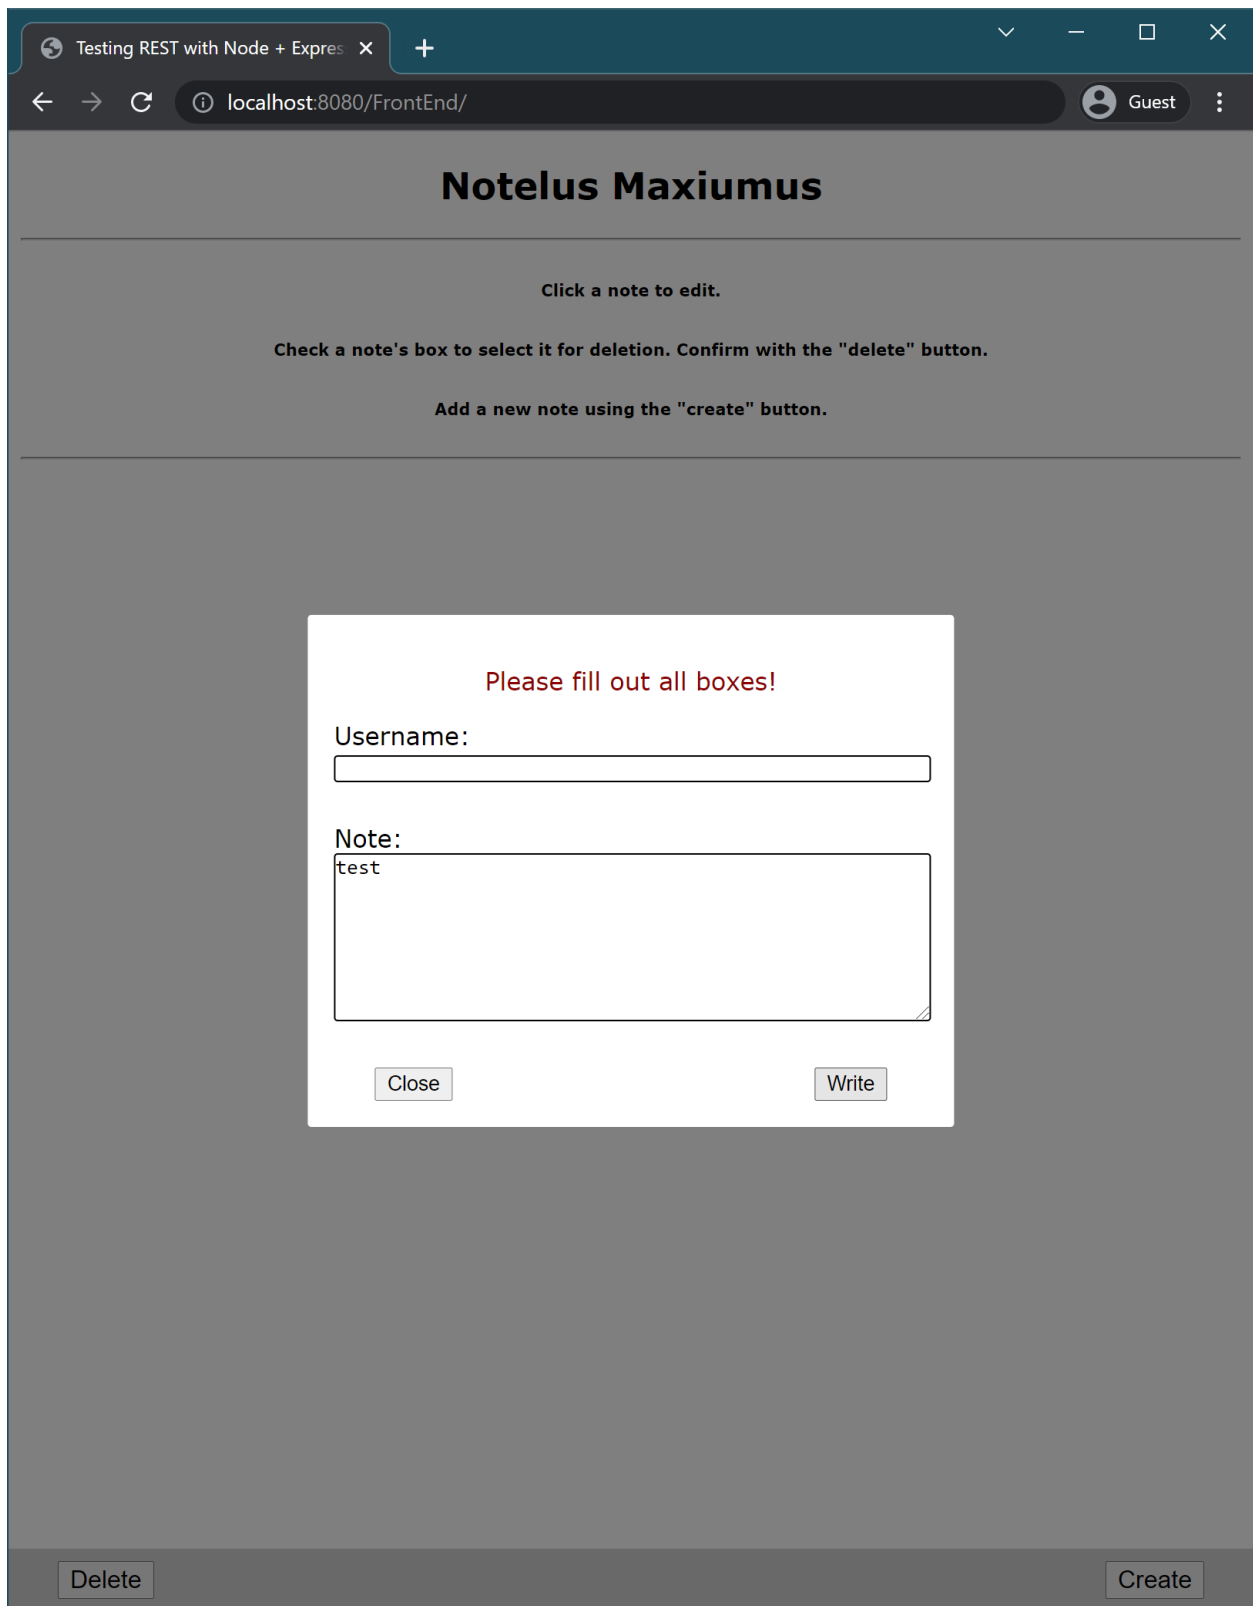 Testing REST with Node + Expres
localhost:8080/FrontEnd/
Guest
Notelus Maxiumus
Click a note to edit.
Check a note's box to select it for deletion. Confirm with the "delete" button.
Add a new note using the "create" button.
Please fill out all boxes!
Username:
Note:
test
Close
Write
Delete
Create